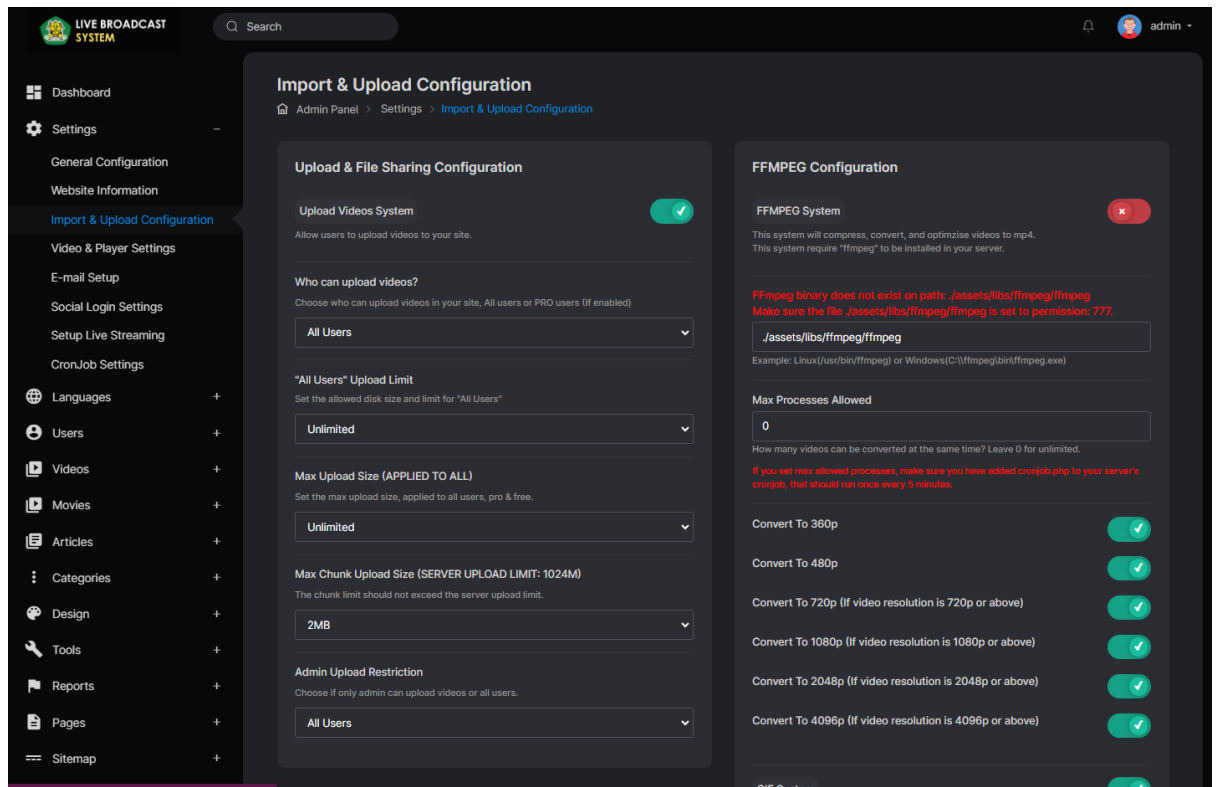 LIVE BROADCAST
SYSTEM
Search
admin
Dashboard
Settings
General Configuration
Website Information
Import & Upload Configuration
Video & Player Settings
E-mail Setup
Social Login Settings
Setup Live Streaming
CronJob Settings
Languages
Users
Videos
Movies
Articles
Categories
Design
Tools
Reports
Pages
Sitemap
Import & Upload Configuration
Admin Panel > Settings > Import & Upload Configuration
Upload & File Sharing Configuration
Upload Videos System
Allow users to upload videos to your site.
Who can upload videos?
Choose who can upload videos in your site, All users or PRO users (If enabled)
All Users
"All Users" Upload Limit
Set the allowed disk size and limit for "All Users"
Unlimited
Max Upload Size (APPLIED TO ALL)
Set the max upload size, applied to all users, pro & free.
Unlimited
Max Chunk Upload Size (SERVER UPLOAD LIMIT: 1024M)
The chunk limit should not exceed the server upload limit.
2MB
Admin Upload Restriction
Choose if only admin can upload videos or all users.
All Users
FFMPEG Configuration
FFMPEG System
This system will compress, convert, and optimzise videos to mp4.
This system require "ffmpeg" to be installed in your server.
FFmpeg binary does not exist on path: ./assets/libs/ffmpeg/ffmpeg
Make sure the file ./assets/libs/ffmpeg/ffmpeg is set to permission: 777.
./assets/libs/ffmpeg/ffmpeg
Example: Linux(/usr/bin/ffmpeg) or Windows(C:\\ffmpeg\bin\ffmpeg.exe)
Max Processes Allowed
0
How many videos can be converted at the same time? Leave 0 for unlimited.
If you set max allowed processes, make sure you have added cronjob.php to your server's
cronjob, that should run once every 5 minutes.
Convert To 360p
Convert To 480p
Convert To 720p (If video resolution is 720p or above)
Convert To 1080p (If video resolution is 1080p or above)
Convert To 2048p (If video resolution is 2048p or above)
Convert To 4096p (If video resolution is 4096p or above)